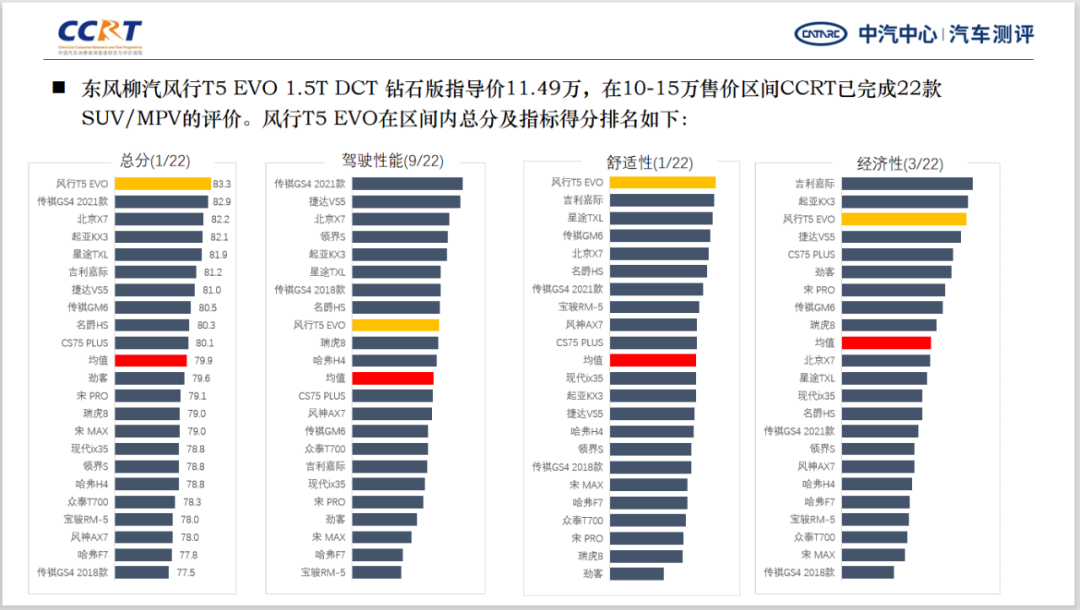 CCRT
China Car Consumer Research and Test Programme
中国汽车消费者调查与评价规程
CATARC 中汽中心 | 汽车测评
■ 东风柳汽风行T5 EVO 1.5T DCT 钻石版指导价11.49万，在10-15万售价区间CCRT已完成22款
SUV/MPV的评价。风行T5 EVO在区间内总分及指标得分排名如下：
总分(1/22)
风行T5 EVO 83.3
传祺GS4 2021款 82.9
北京X7 82.2
起亚KX3 82.1
星途TXL 81.9
吉利嘉际 81.2
捷达VS5 81.0
传祺GM6 80.5
名爵HS 80.3
CS75 PLUS 80.1
均值 79.9
劲客 79.6
宋 PRO 79.1
瑞虎8 79.0
宋 MAX 79.0
现代ix35 78.8
领界S 78.8
哈弗H4 78.8
众泰T700 78.3
宝骏RM-5 78.0
风神AX7 78.0
哈弗F7 77.8
传祺GS4 2018款 77.5
驾驶性能(9/22)
传祺GS4 2021款
捷达VS5
北京X7
领界S
起亚KX3
星途TXL
传祺GS4 2018款
名爵HS
风行T5 EVO
瑞虎8
哈弗H4
均值
CS75 PLUS
风神AX7
传祺GM6
众泰T700
吉利嘉际
现代ix35
宋 PRO
劲客
宋 MAX
哈弗F7
宝骏RM-5
舒适性(1/22)
风行T5 EVO
吉利嘉际
星途TXL
传祺GM6
北京X7
名爵HS
传祺GS4 2021款
宝骏RM-5
风神AX7
CS75 PLUS
均值
现代ix35
起亚KX3
捷达VS5
哈弗H4
领界S
传祺GS4 2018款
宋 MAX
哈弗F7
众泰T700
宋 PRO
瑞虎8
劲客
经济性(3/22)
吉利嘉际
起亚KX3
风行T5 EVO
捷达VS5
CS75 PLUS
劲客
宋 PRO
传祺GM6
瑞虎8
均值
北京X7
星途TXL
现代ix35
名爵HS
传祺GS4 2021款
领界S
风神AX7
哈弗H4
哈弗F7
宝骏RM-5
众泰T700
宋 MAX
传祺GS4 2018款